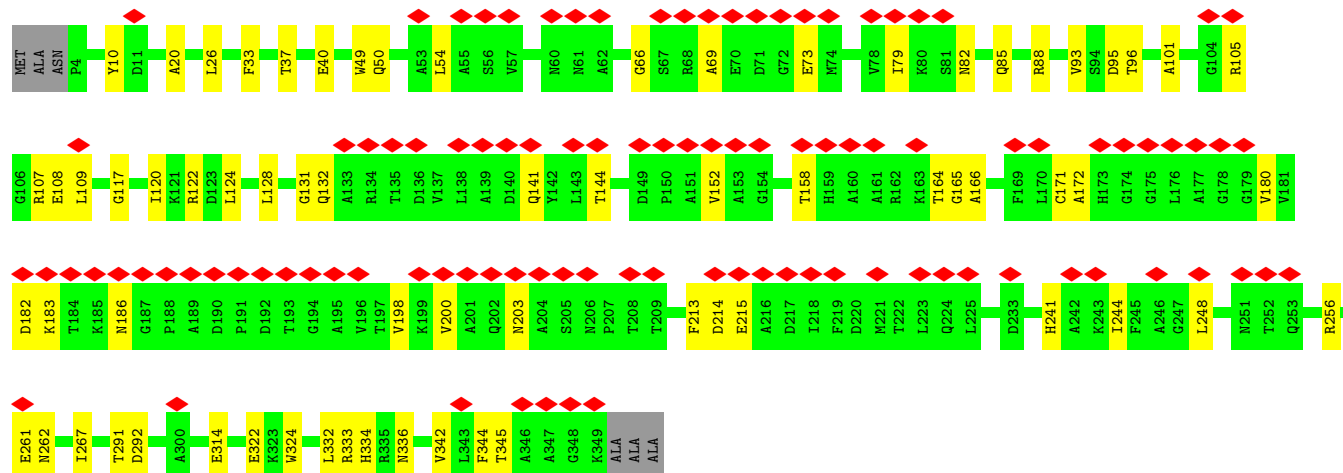 MET ALA ASN P4 Y10 D11 A20 L26 F33 T37 E40 W49 Q50 A53 L54 A55 S56 V57 N60 N61 A62 G66 S67 R68 A69 E70 D71 G72 E73 M74 V78 I79 K80 S81 N82 Q85 R88 V93 S94 D95 T96 A101 G104 R105
G106 R107 E108 L109 G117 I120 K121 R122 D123 L124 L128 G131 Q132 A133 R134 T135 D136 V137 L138 A139 D140 Q141 Y142 L143 T144 D149 P150 A151 V152 A153 G154 T158 H159 A160 A161 R162 K163 T164 G165 A166 F169 L170 C171 A172 H173 G174 G175 L176 A177 G178 G179 V180 V181
D182 K183 T184 K185 N186 G187 P188 A189 D190 P191 D192 T193 G194 A195 V196 T197 V198 K199 V200 A201 Q202 N203 A204 S205 N206 P207 T208 T209 F213 D214 E215 A216 D217 I218 F219 D220 M221 T222 L223 Q224 L225 D233 H241 A242 K243 I244 F245 A246 G247 L248 N251 T252 Q253 R256
E261 N262 I267 T291 D292 A300 E314 E322 K323 W324 L332 R333 H334 R335 N336 V342 L343 F344 T345 A346 A347 G348 K349 ALA ALA ALA